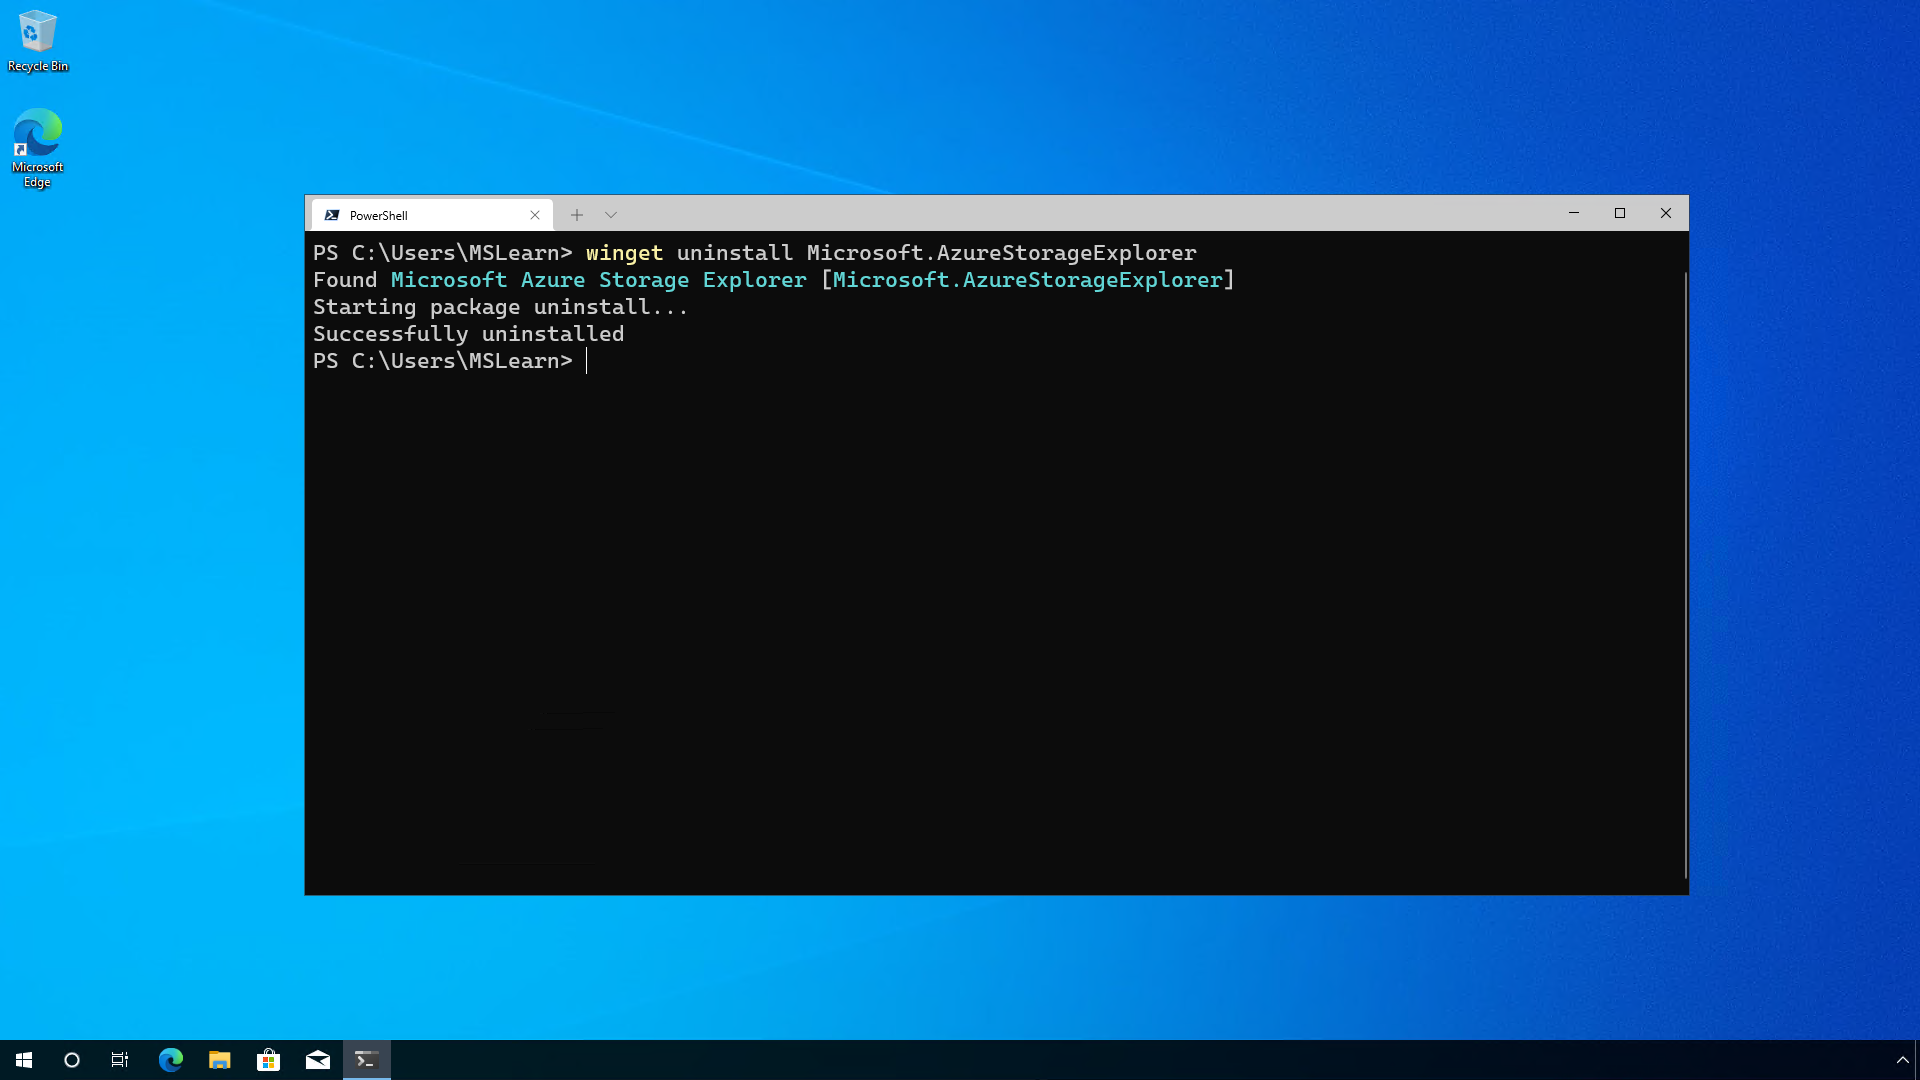 Recycle Bin
Microsoft
Edge
PowerShell
PS C:\Users\MSLearn> winget uninstall Microsoft.AzureStorageExplorer
Found Microsoft Azure Storage Explorer [Microsoft.AzureStorageExplorer]
Starting package uninstall...
Successfully uninstalled
PS C:\Users\MSLearn>